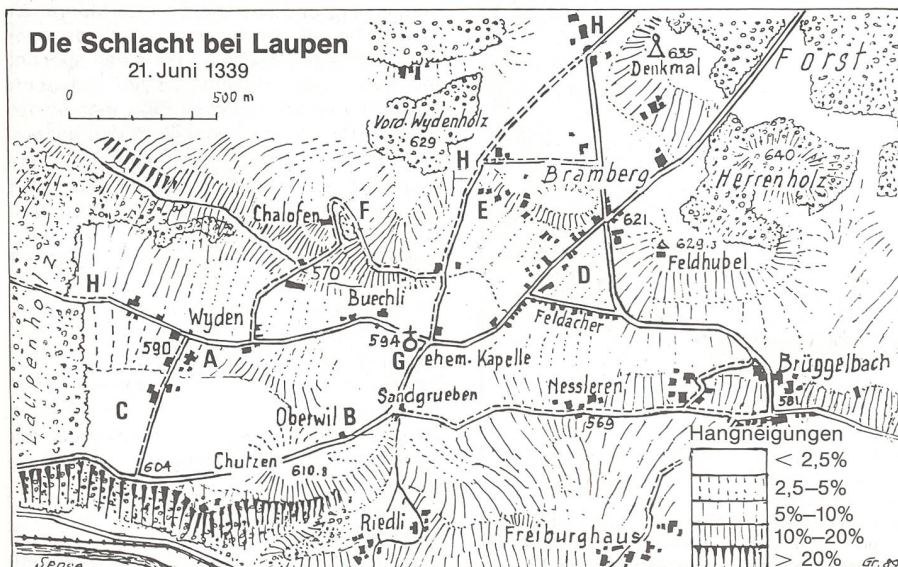 Die Schlacht bei Laupen
21. Juni 1339
0 500 m
H
635
Denkmal
Forst
Vord. Wydenholz
629
H
Bramberg
640
Herrenholz
Chalofen
F
E
621
629.3
Feldhubel
570
D
H
Buechli
Laupenholz
Wyden
Feldacher
594
590
A
G
ehem. Kapelle
Brüggelbach
C
Sandgrueben
Nessleren
581
Oberwil
B
569
Hangneigungen
604
Chutzen
610.8
< 2,5%
2,5–5%
5%–10%
Riedli
Freiburghaus
10%–20%
> 20%
Sense